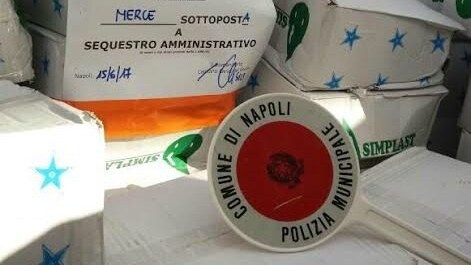 MERCE SOTTOPOSTA
A
SEQUESTRO AMMINISTRATIVO
Napoli, 15/6/17
SIMPLAST
SIMPLAST
COMUNE DI NAPOLI
POLIZIA MUNICIPALE